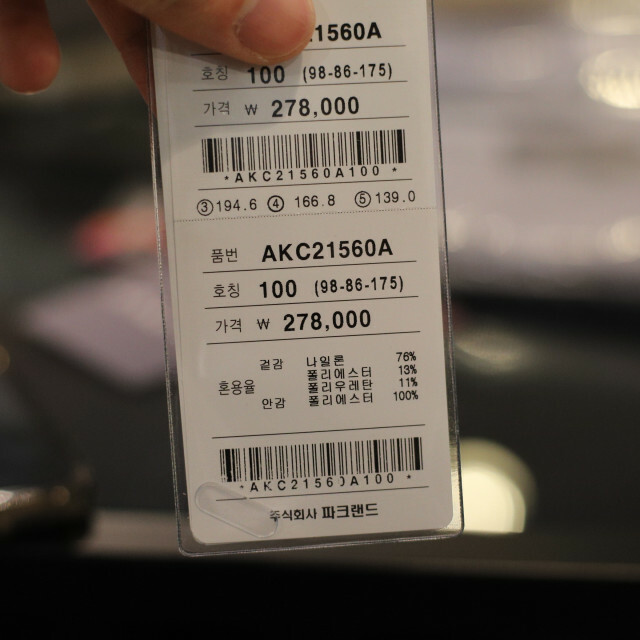 1560A
호칭 100 (98-86-175)
가격 ₩ 278,000
*AKC21560A100*
③194.6 ④ 166.8 ⑤ 139.0
품번 AKC21560A
호칭 100 (98-86-175)
가격 ₩ 278,000
겉감 나일론 76%
폴리에스터 13%
혼용율 폴리우레탄 11%
안감 폴리에스터 100%
*AKC21560A100*
주식회사 파크랜드